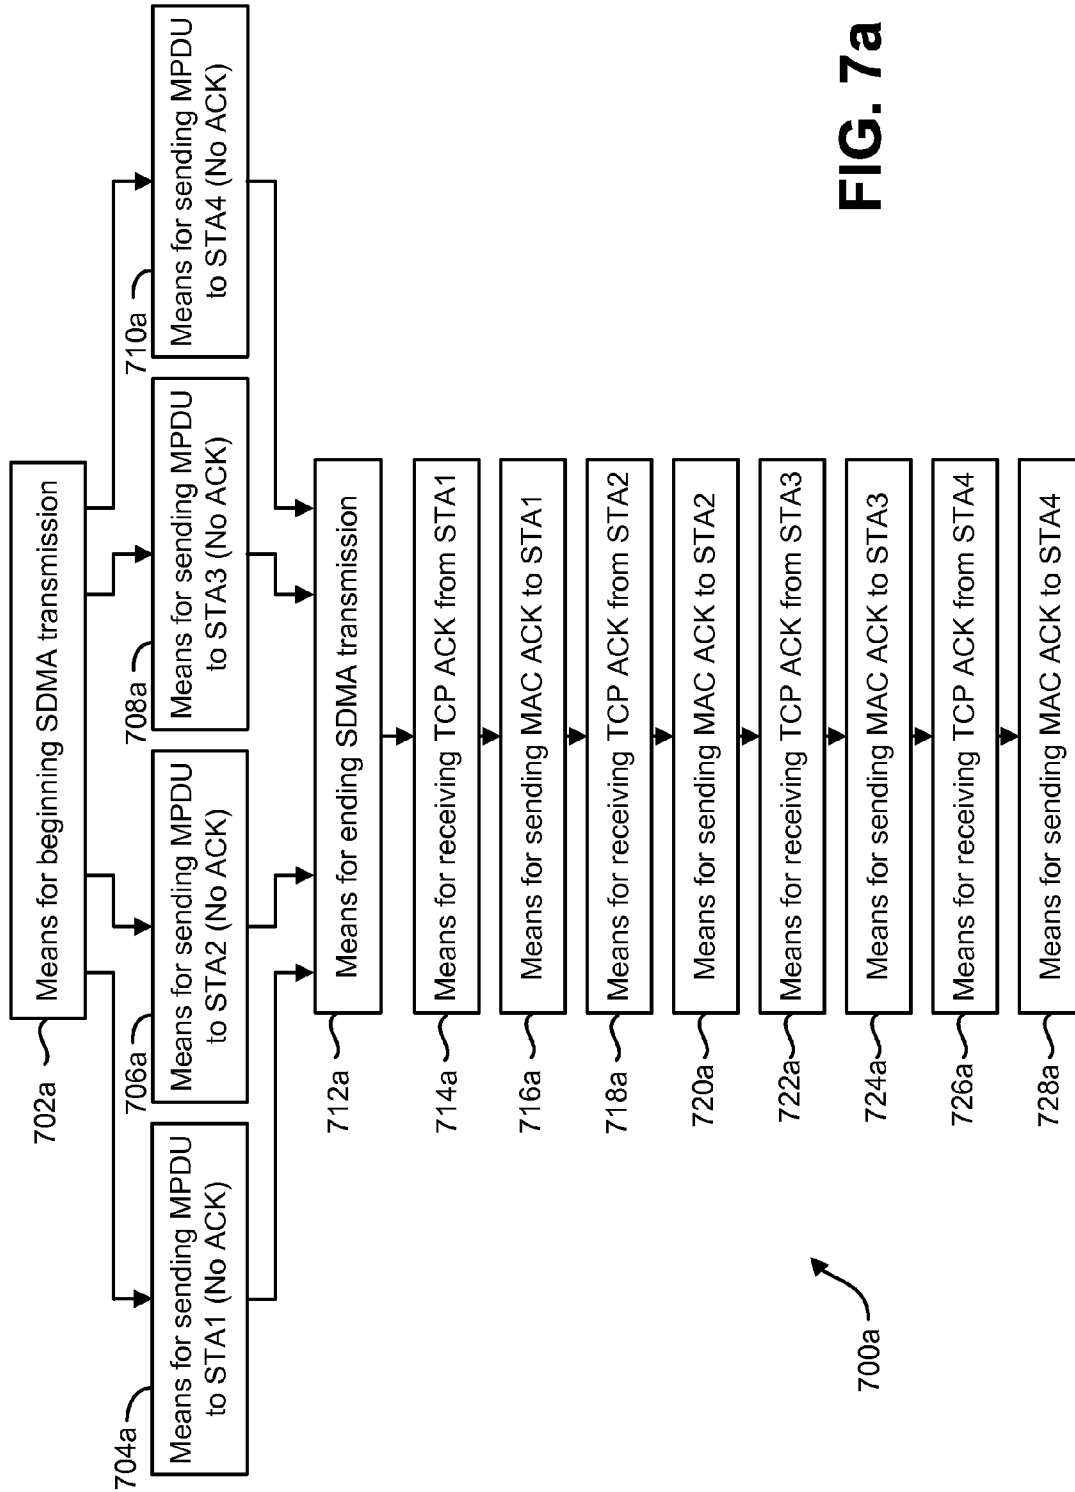 702a
Means for beginning SDMA transmission
704a
Means for sending MPDU
to STA1 (No ACK)
706a
Means for sending MPDU
to STA2 (No ACK)
708a
Means for sending MPDU
to STA3 (No ACK)
710a
Means for sending MPDU
to STA4 (No ACK)
712a
Means for ending SDMA transmission
714a
Means for receiving TCP ACK from STA1
716a
Means for sending MAC ACK to STA1
718a
Means for receiving TCP ACK from STA2
720a
Means for sending MAC ACK to STA2
722a
Means for receiving TCP ACK from STA3
724a
Means for sending MAC ACK to STA3
726a
Means for receiving TCP ACK from STA4
728a
Means for sending MAC ACK to STA4
700a
FIG. 7a